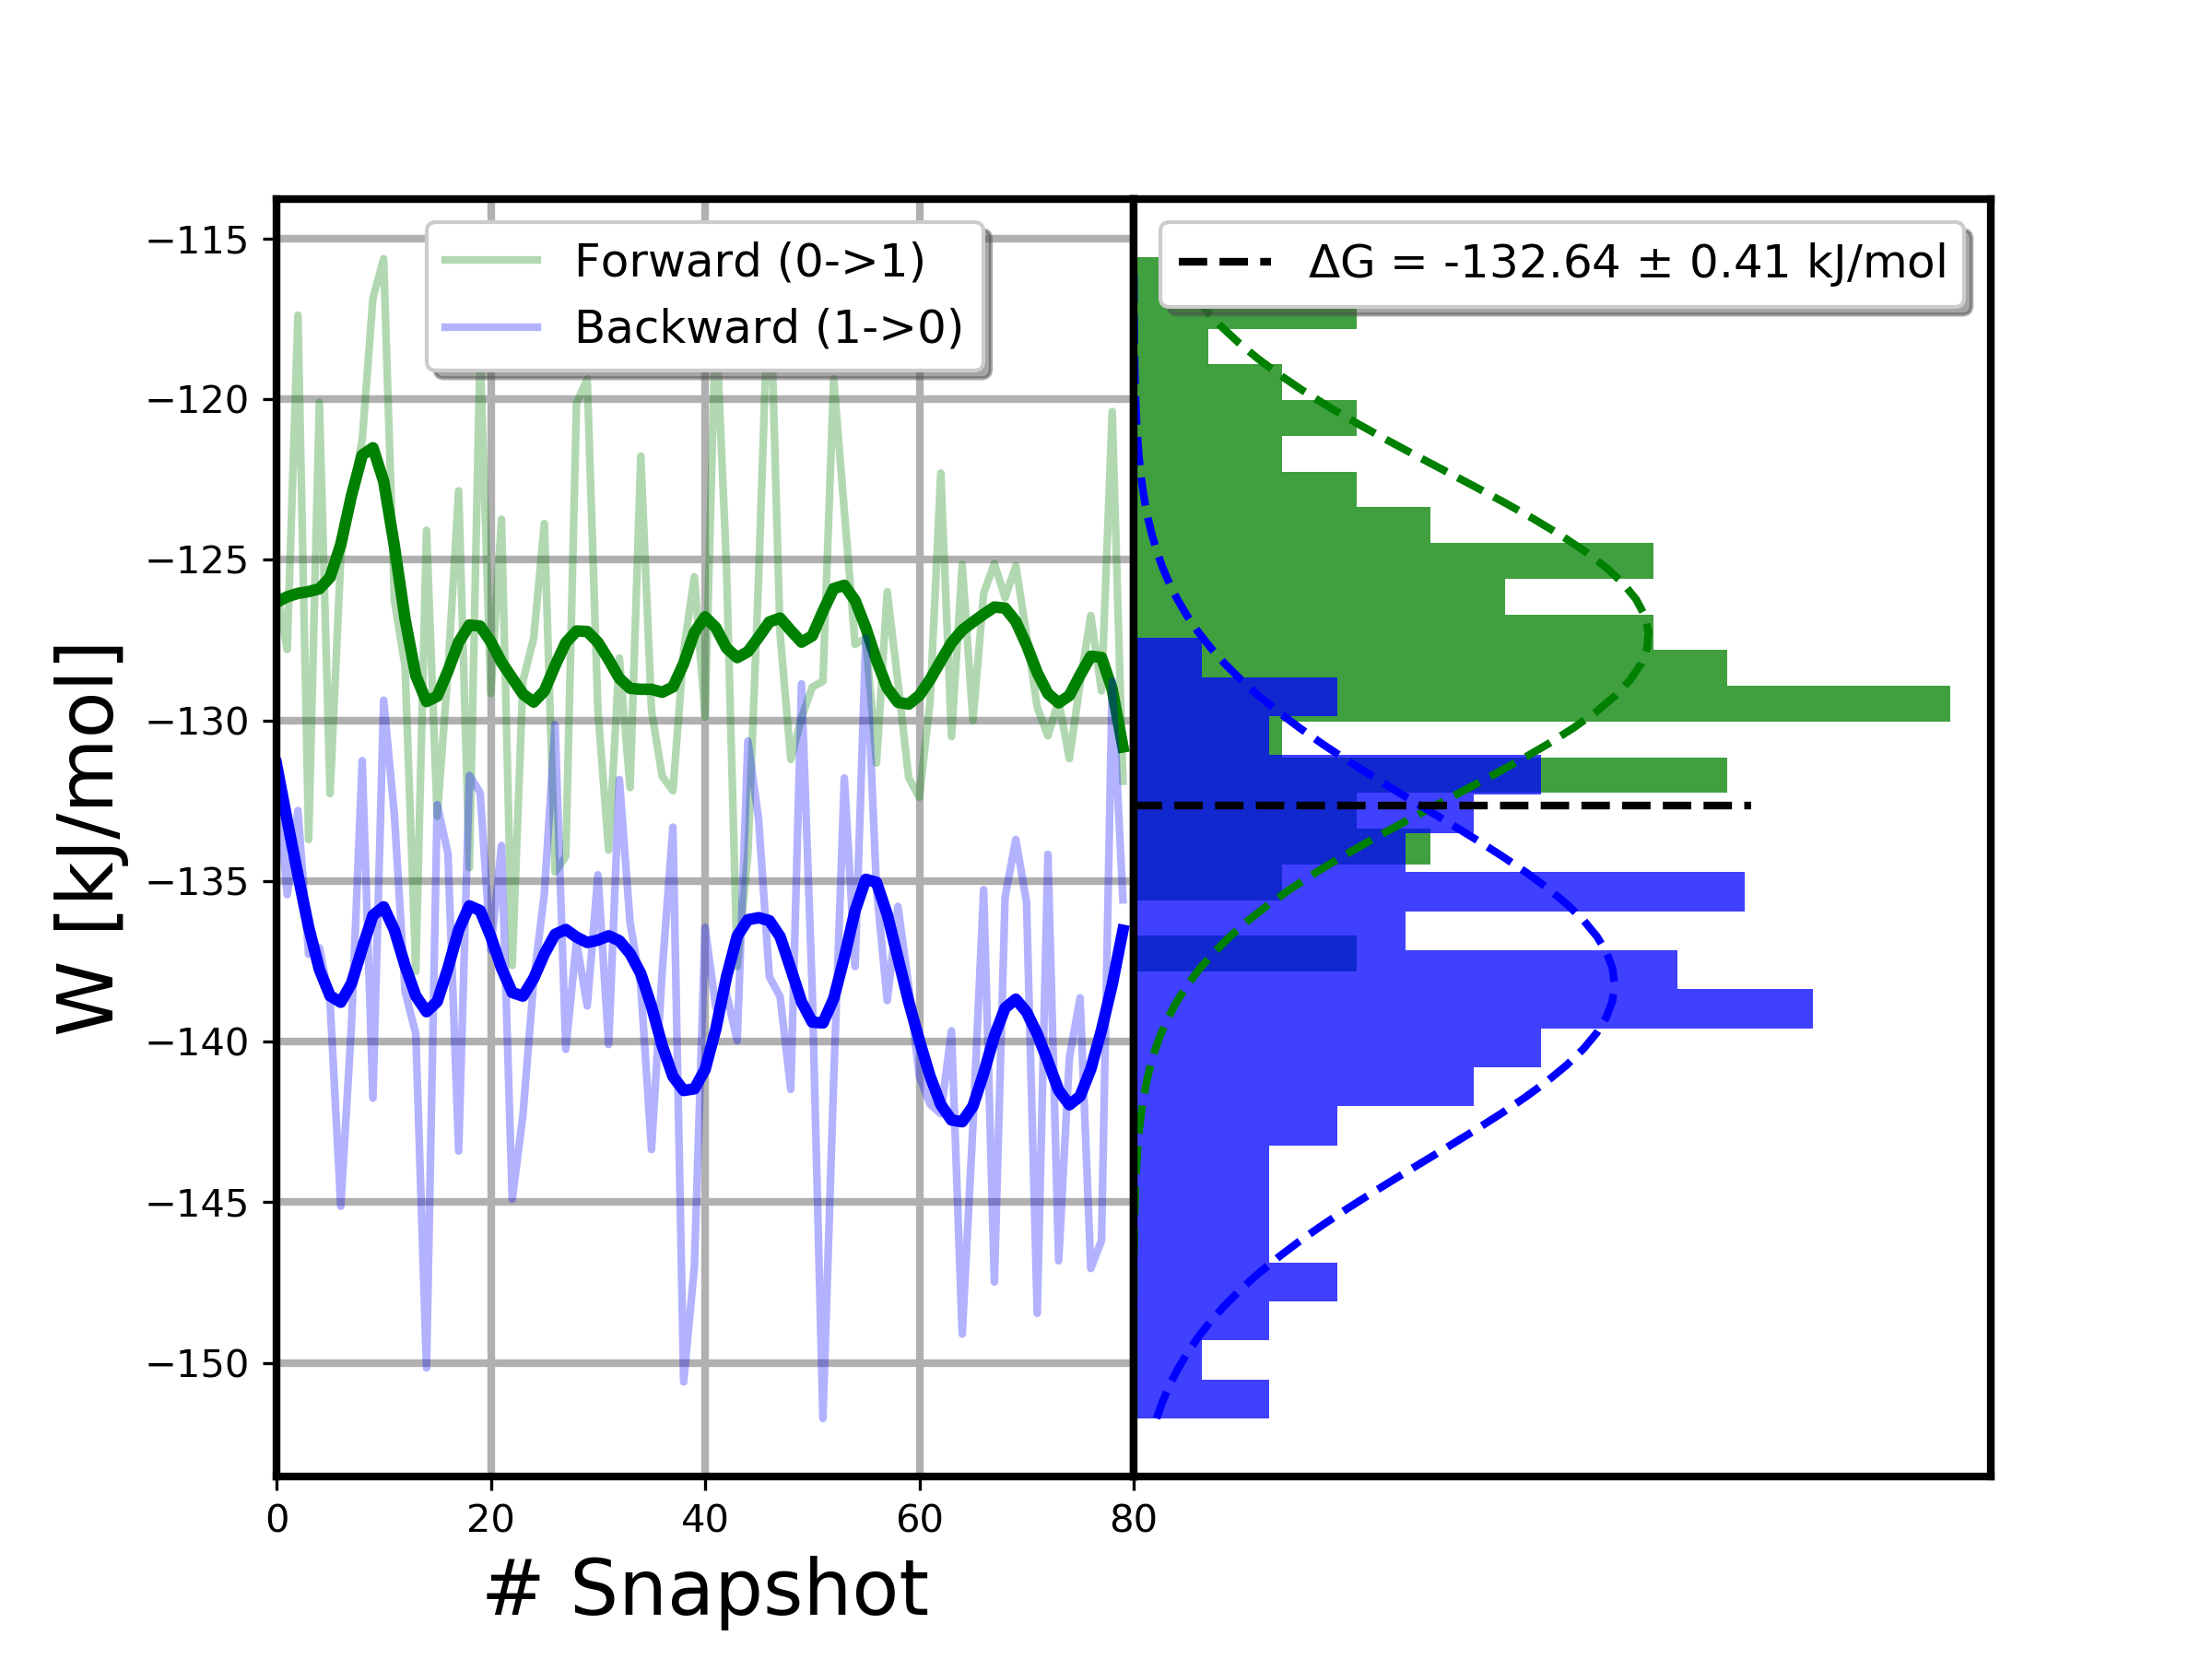 Forward (0->1)
Backward (1->0)
ΔG = -132.64 ± 0.41 kJ/mol
W [kJ/mol]
−115
−120
−125
−130
−135
−140
−145
−150
0 20 40 60 80
# Snapshot